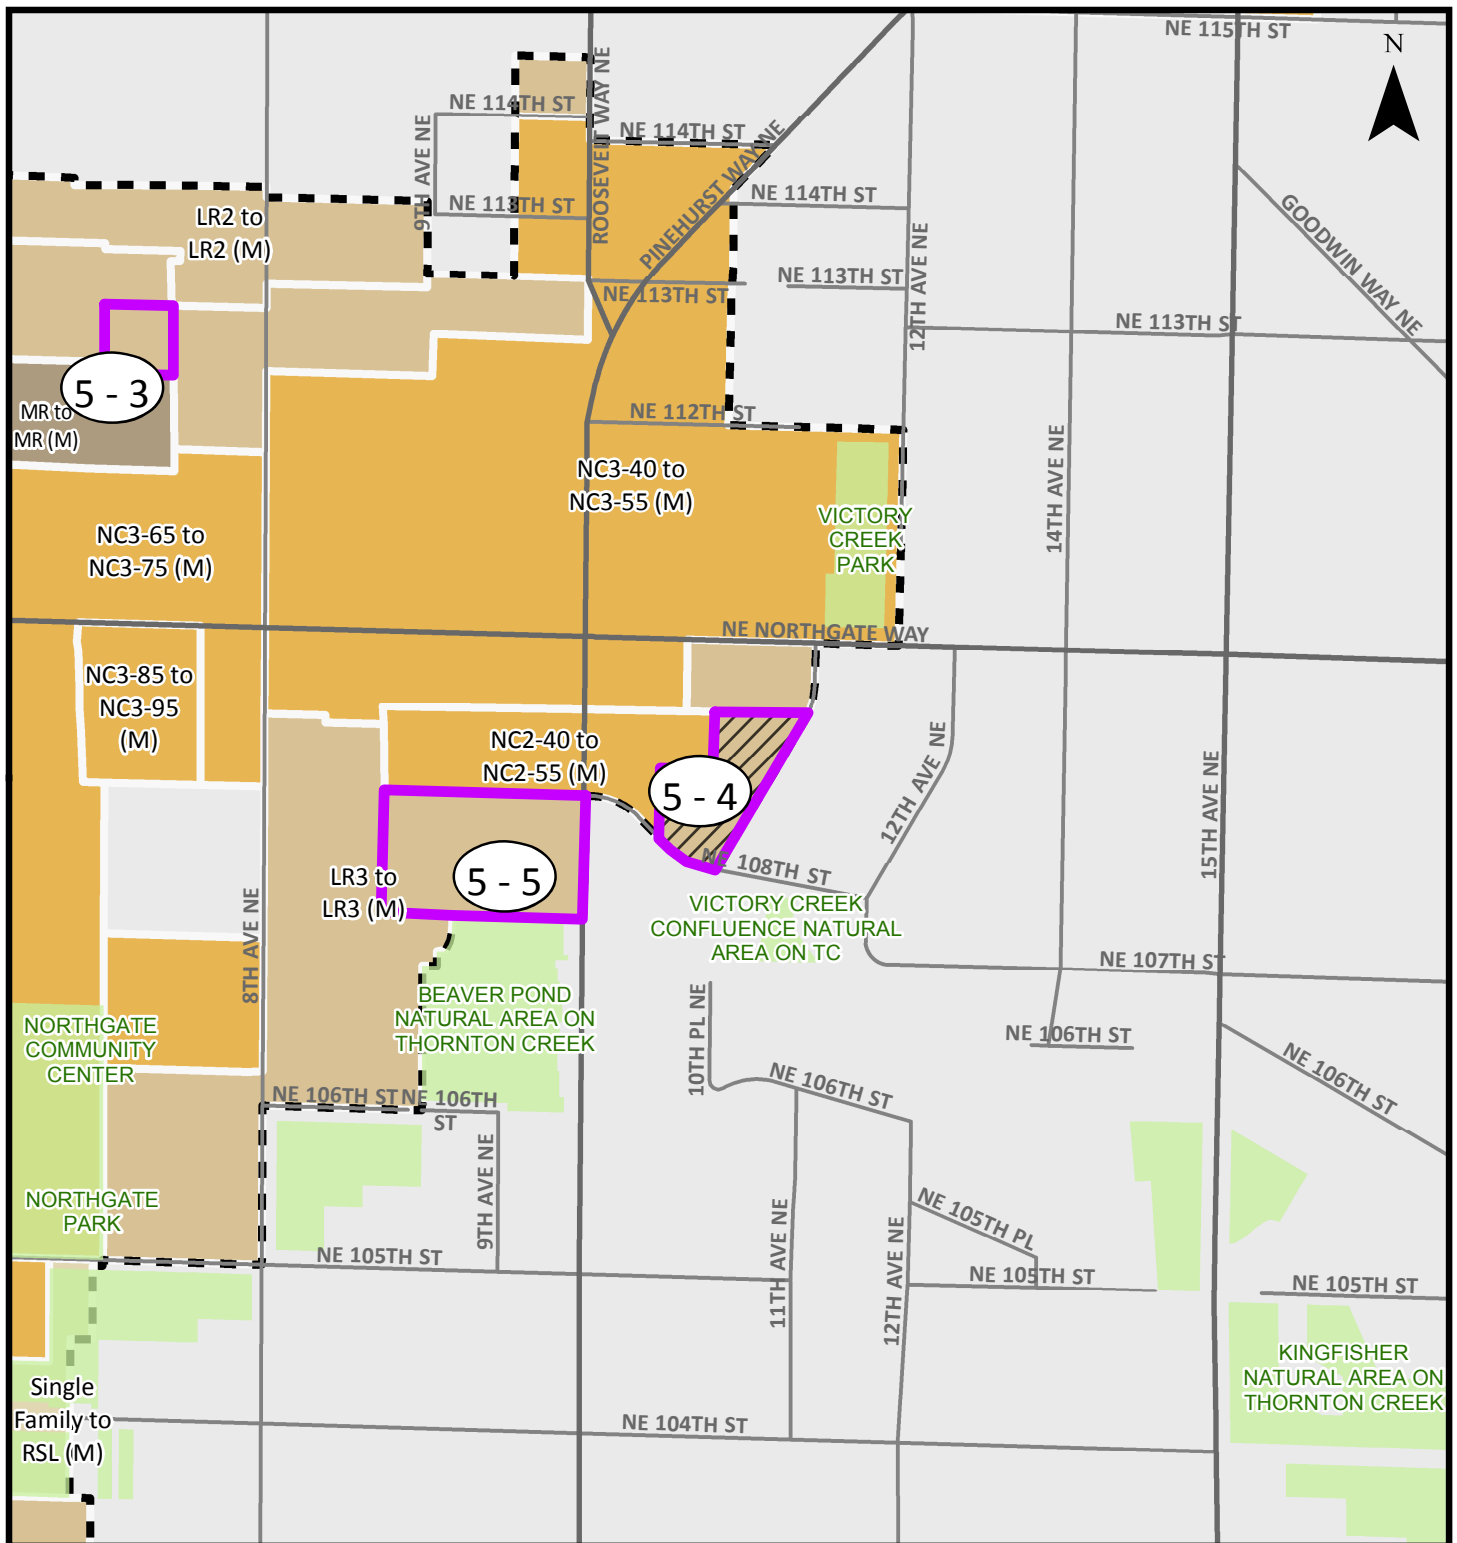 NE 115TH ST
N
NE 114TH ST
ROOSEVELT WAY NE
NE 114TH ST
9TH AVE NE
PINEHURST WAY NE
NE 114TH ST
NE 113TH ST
LR2 to
LR2 (M)
GOODWIN WAY NE
12TH AVE NE
NE 113TH ST
NE 113TH ST
NE 113TH ST
5 - 3
MR to
MR (M)
NE 112TH ST
NC3-40 to
NC3-55 (M)
14TH AVE NE
VICTORY
CREEK
PARK
NC3-65 to
NC3-75 (M)
NE NORTHGATE WAY
NC3-85 to
NC3-95
(M)
NC2-40 to
NC2-55 (M)
5 - 4
12TH AVE NE
15TH AVE NE
NE 108TH ST
5 - 5
LR3 to
LR3 (M)
VICTORY CREEK
CONFLUENCE NATURAL
AREA ON TC
8TH AVE NE
NE 107TH ST
BEAVER POND
NATURAL AREA ON
THORNTON CREEK
NORTHGATE
COMMUNITY
CENTER
10TH PL NE
NE 106TH ST
NE 106TH ST
NE 106TH ST
NE 106TH ST
NE 106TH
ST
9TH AVE NE
NORTHGATE
PARK
NE 105TH PL
11TH AVE NE
12TH AVE NE
NE 105TH ST
NE 105TH ST
NE 105TH ST
KINGFISHER
NATURAL AREA ON
THORNTON CREEK
Single
Family to
RSL (M)
NE 104TH ST